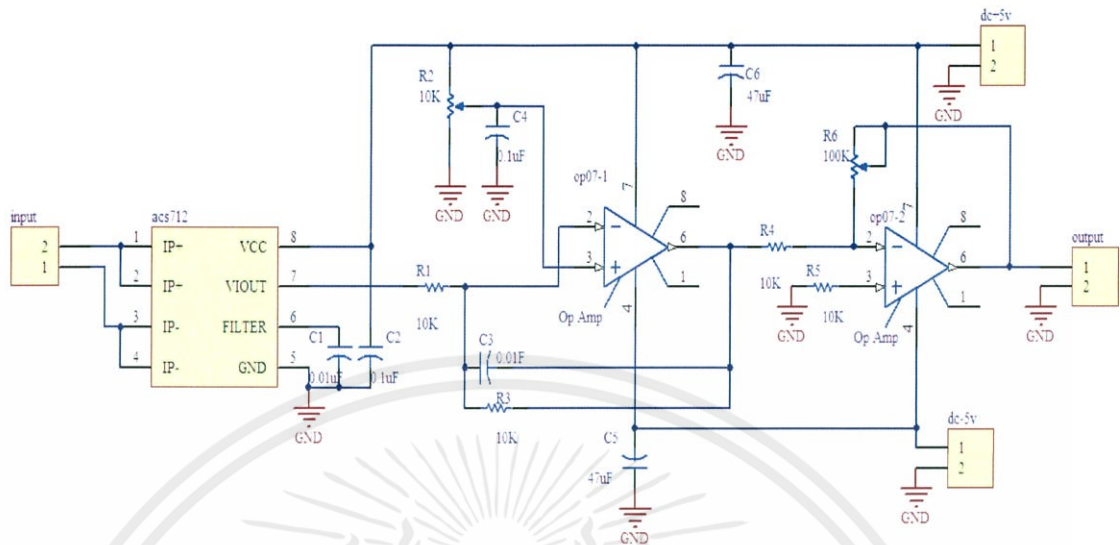 dc+5v
1
2
GND
R2
10K
C4
0.1uF
GND
GND
C6
47uF
GND
R6
100K
op07-1
7
8
2
3
6
1
4
Op Amp
op07-2
7
8
2
3
6
1
4
Op Amp
R4
10K
R5
10K
GND
output
1
2
GND
input
2
1
acs712
1
2
3
4
IP+
IP+
IP-
IP-
VCC
VIOUT
FILTER
GND
8
7
6
5
C1
0.01uF
C2
0.1uF
GND
R1
10K
C3
0.01F
R3
10K
C5
47uF
GND
dc-5v
1
2
GND